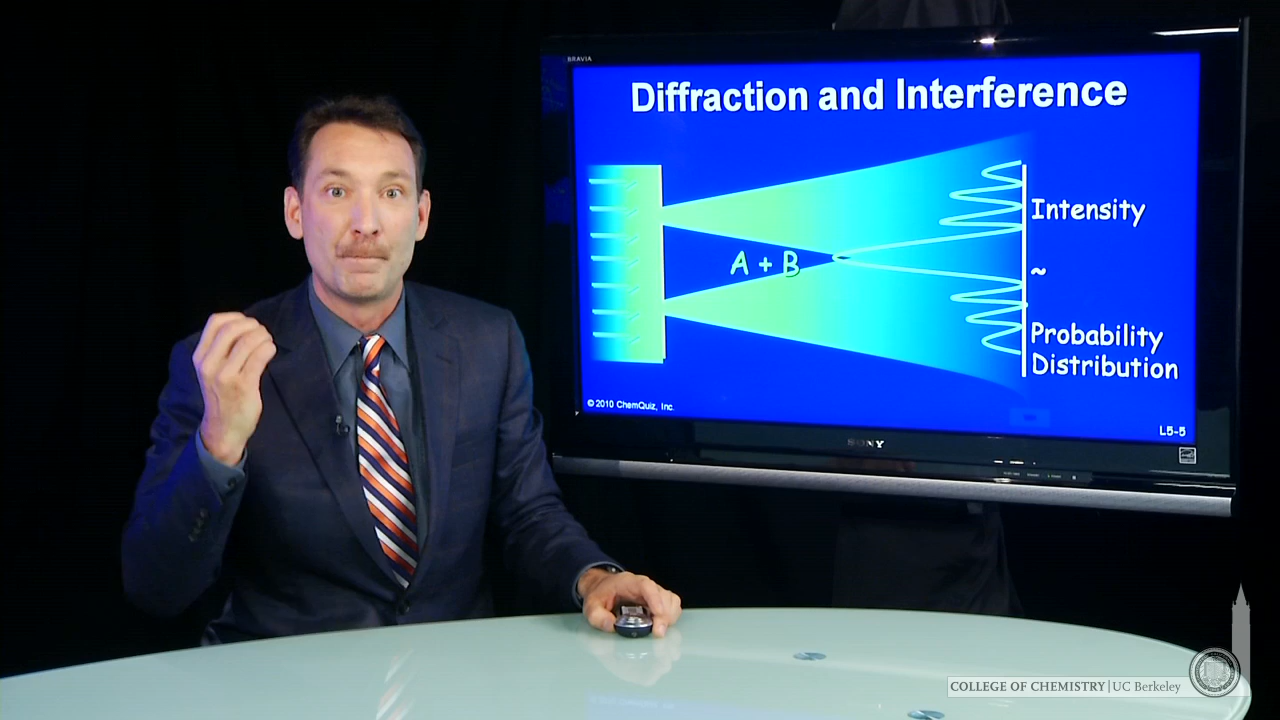 BRAVIA
Diffraction and Interference
A + B
Intensity
~
Probability
Distribution
© 2010 ChemQuiz, Inc.
L5-5
SONY
COLLEGE OF CHEMISTRY | UC Berkeley